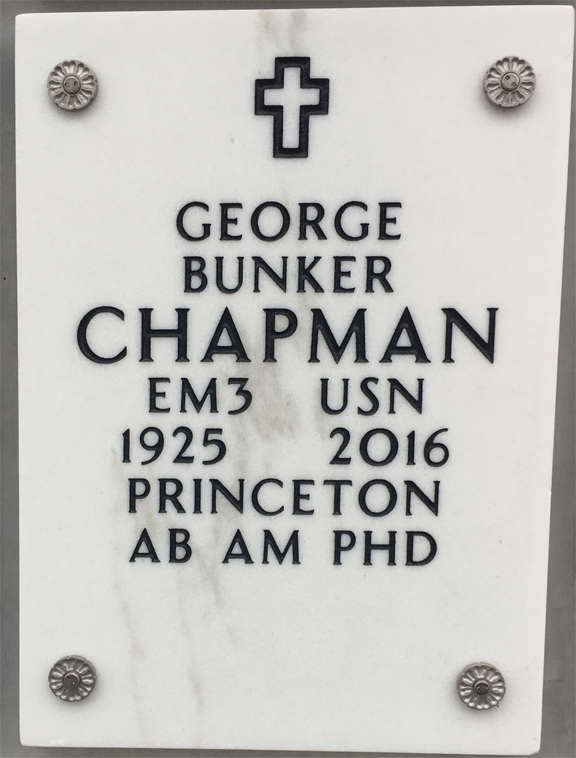 GEORGE
BUNKER
CHAPMAN
EM3 USN
1925 2016
PRINCETON
AB AM PHD